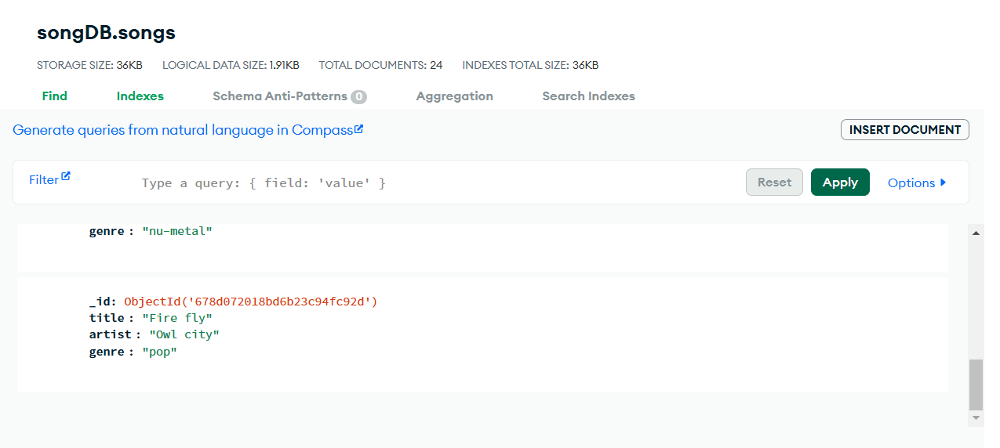 songDB.songs
STORAGE SIZE: 36KB LOGICAL DATA SIZE: 1.91KB TOTAL DOCUMENTS: 24 INDEXES TOTAL SIZE: 36KB
Find Indexes Schema Anti-Patterns 0 Aggregation Search Indexes
Generate queries from natural language in Compass
INSERT DOCUMENT
Filter Type a query: { field: 'value' } Reset Apply Options
genre : "nu-metal"
_id: ObjectId('678d072018bd6b23c94fc92d')
title : "Fire fly"
artist : "Owl city"
genre : "pop"